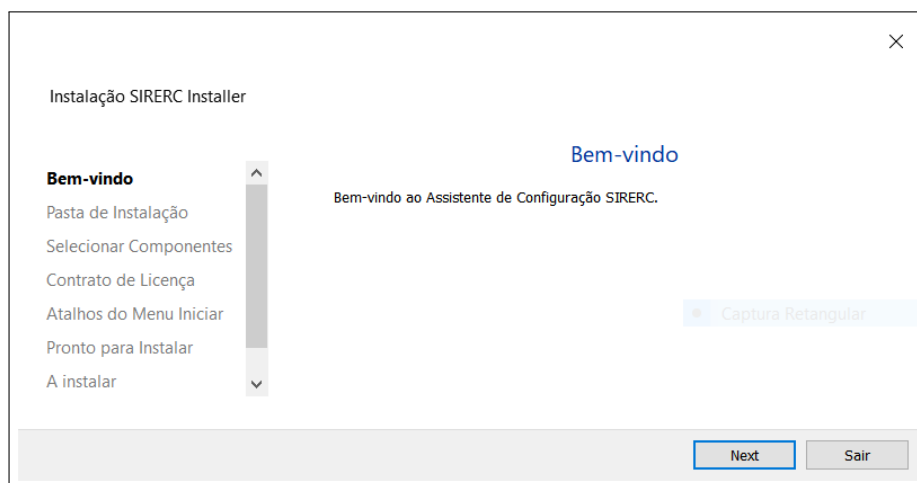 Instalação SIRERC Installer
Bem-vindo
Pasta de Instalação
Selecionar Componentes
Contrato de Licença
Atalhos do Menu Iniciar
Pronto para Instalar
A instalar
Bem-vindo
Bem-vindo ao Assistente de Configuração SIRERC.
Captura Retangular
Next
Sair